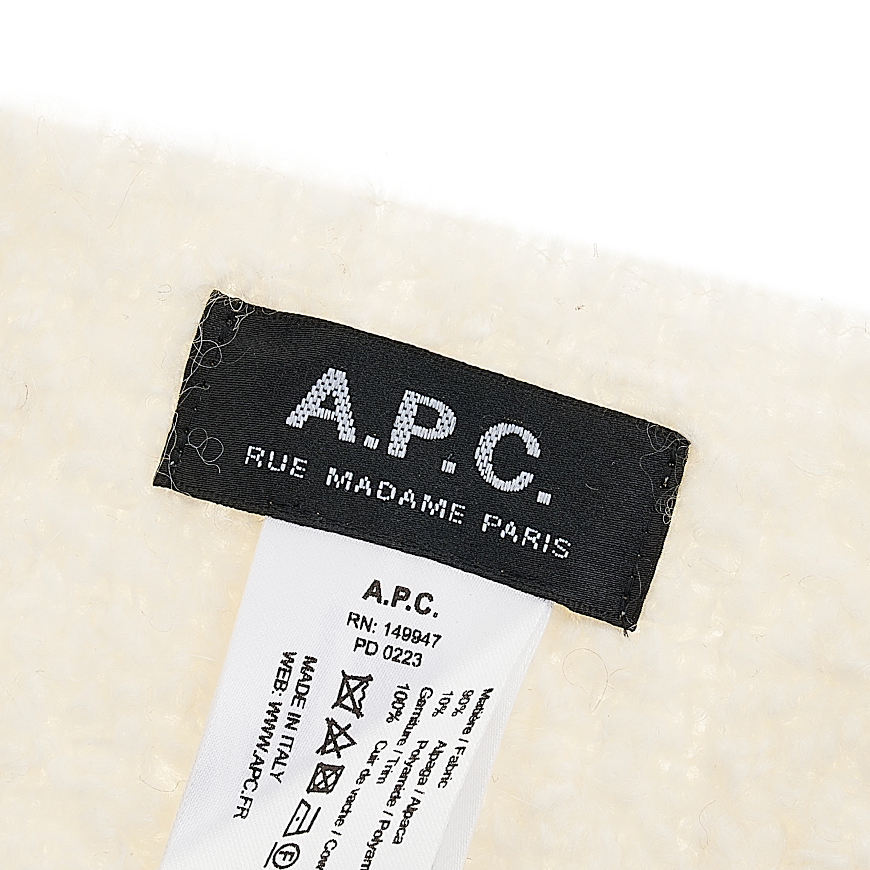 A.P.C.
RUE MADAME PARIS
A.P.C.
RN: 149947
PD 0223
Matière / Fabric
90% Alpaga / Alpaca
10% Polyamide / Polyam
Garniture / Trim
100% Cuir de vache / Cow
MADE IN ITALY
WEB: WWW.APC.FR